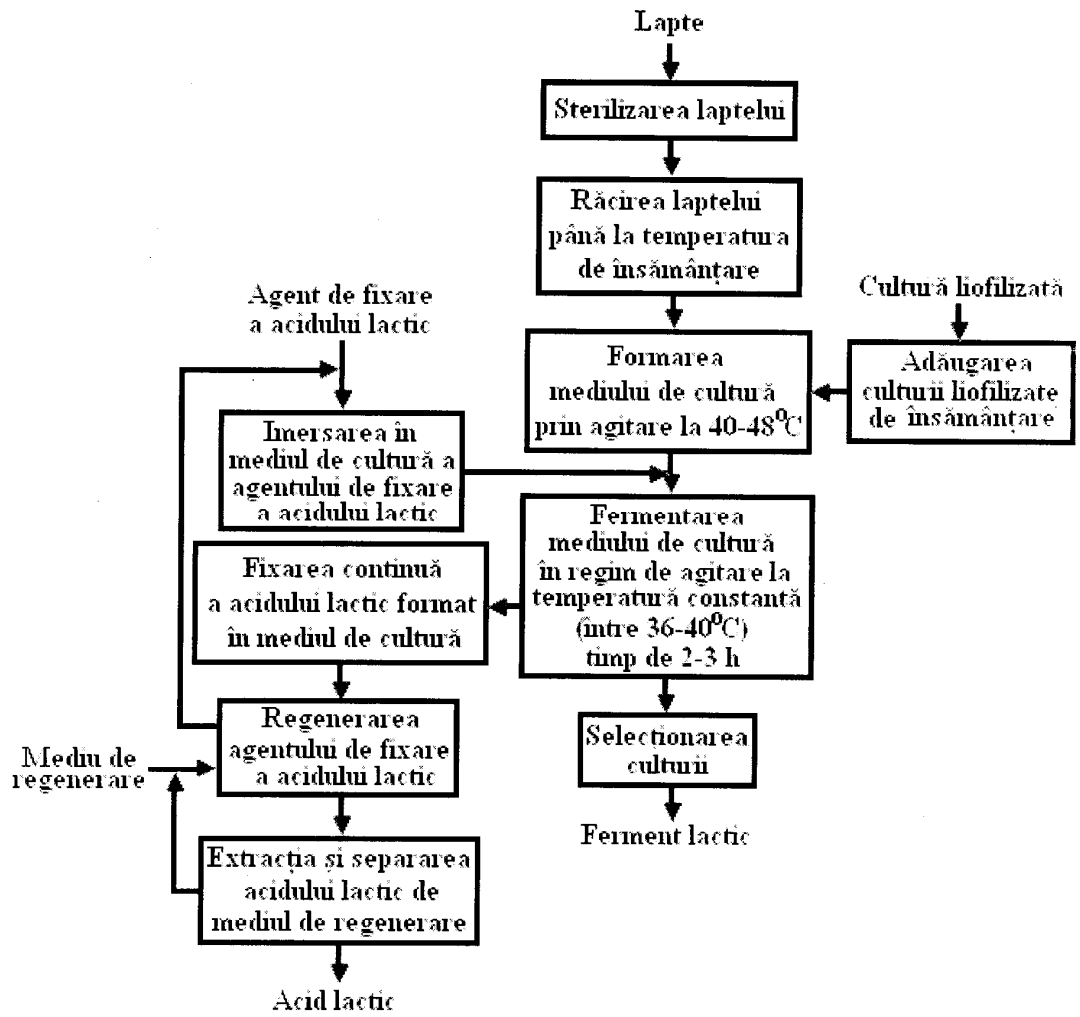 Lapte
Sterilizarea laptelui
Răcirea laptelui
până la temperatura
de însămânțare
Agent de fixare
a acidului lactic
Cultură liofilizată
Formarea
mediului de cultură
prin agitare la 40-48⁰C
Adăugarea
culturii liofilizate
de însămânțare
Imersarea în
mediul de cultură a
agentului de fixare
a acidului lactic
Fermentarea
mediului de cultură
în regim de agitare la
temperatură constantă
(între 36-40⁰C)
timp de 2-3 h
Fixarea continuă
a acidului lactic format
în mediul de cultură
Regenerarea
agentului de fixare
a acidului lactic
Mediu de
regenerare
Selecționarea
culturii
Ferment lactic
Extracția și separarea
acidului lactic de
mediul de regenerare
Acid lactic